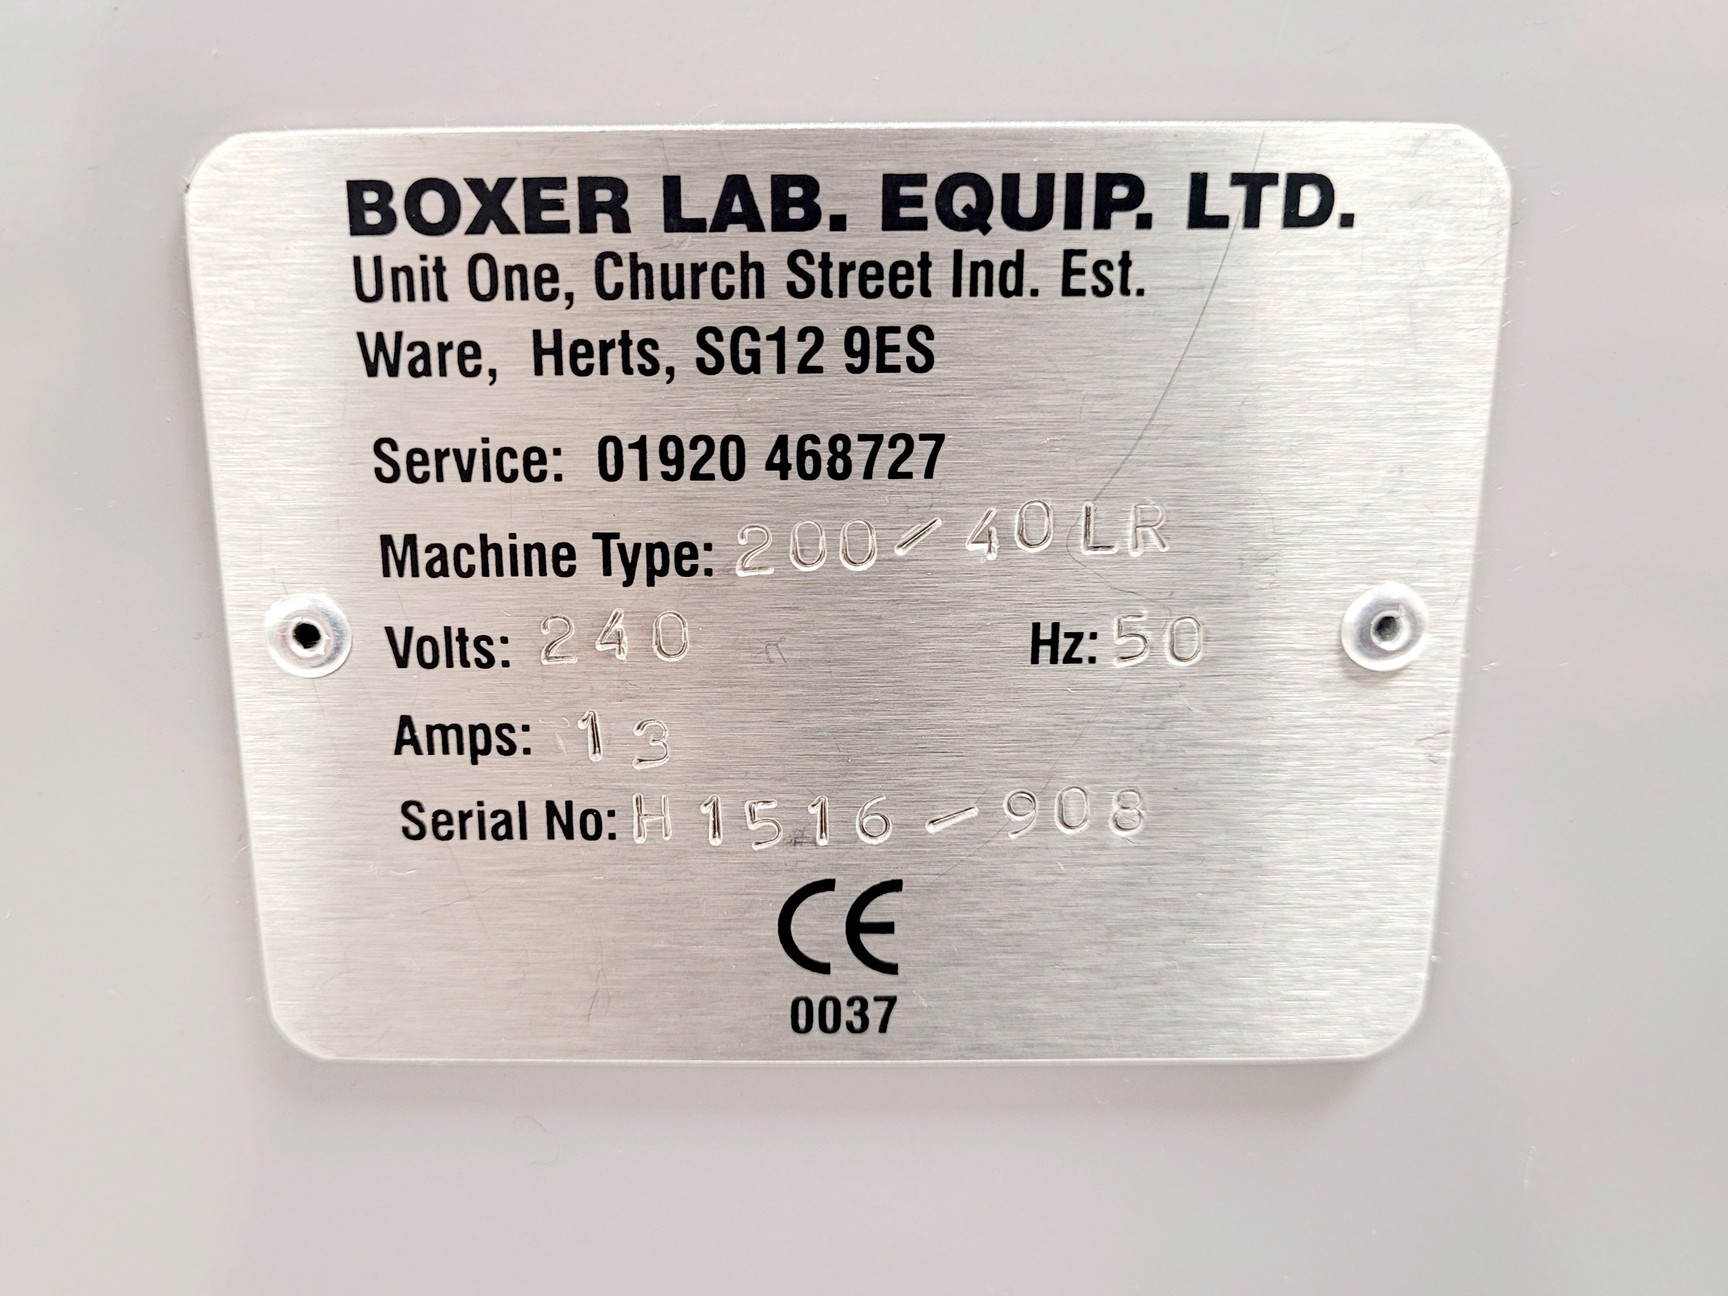 BOXER LAB. EQUIP. LTD.
Unit One, Church Street Ind. Est.
Ware, Herts, SG12 9ES
Service: 01920 468727
Machine Type: 200/40LR
Volts: 240 Hz: 50
Amps: 13
Serial No: H1516-908
CE
0037